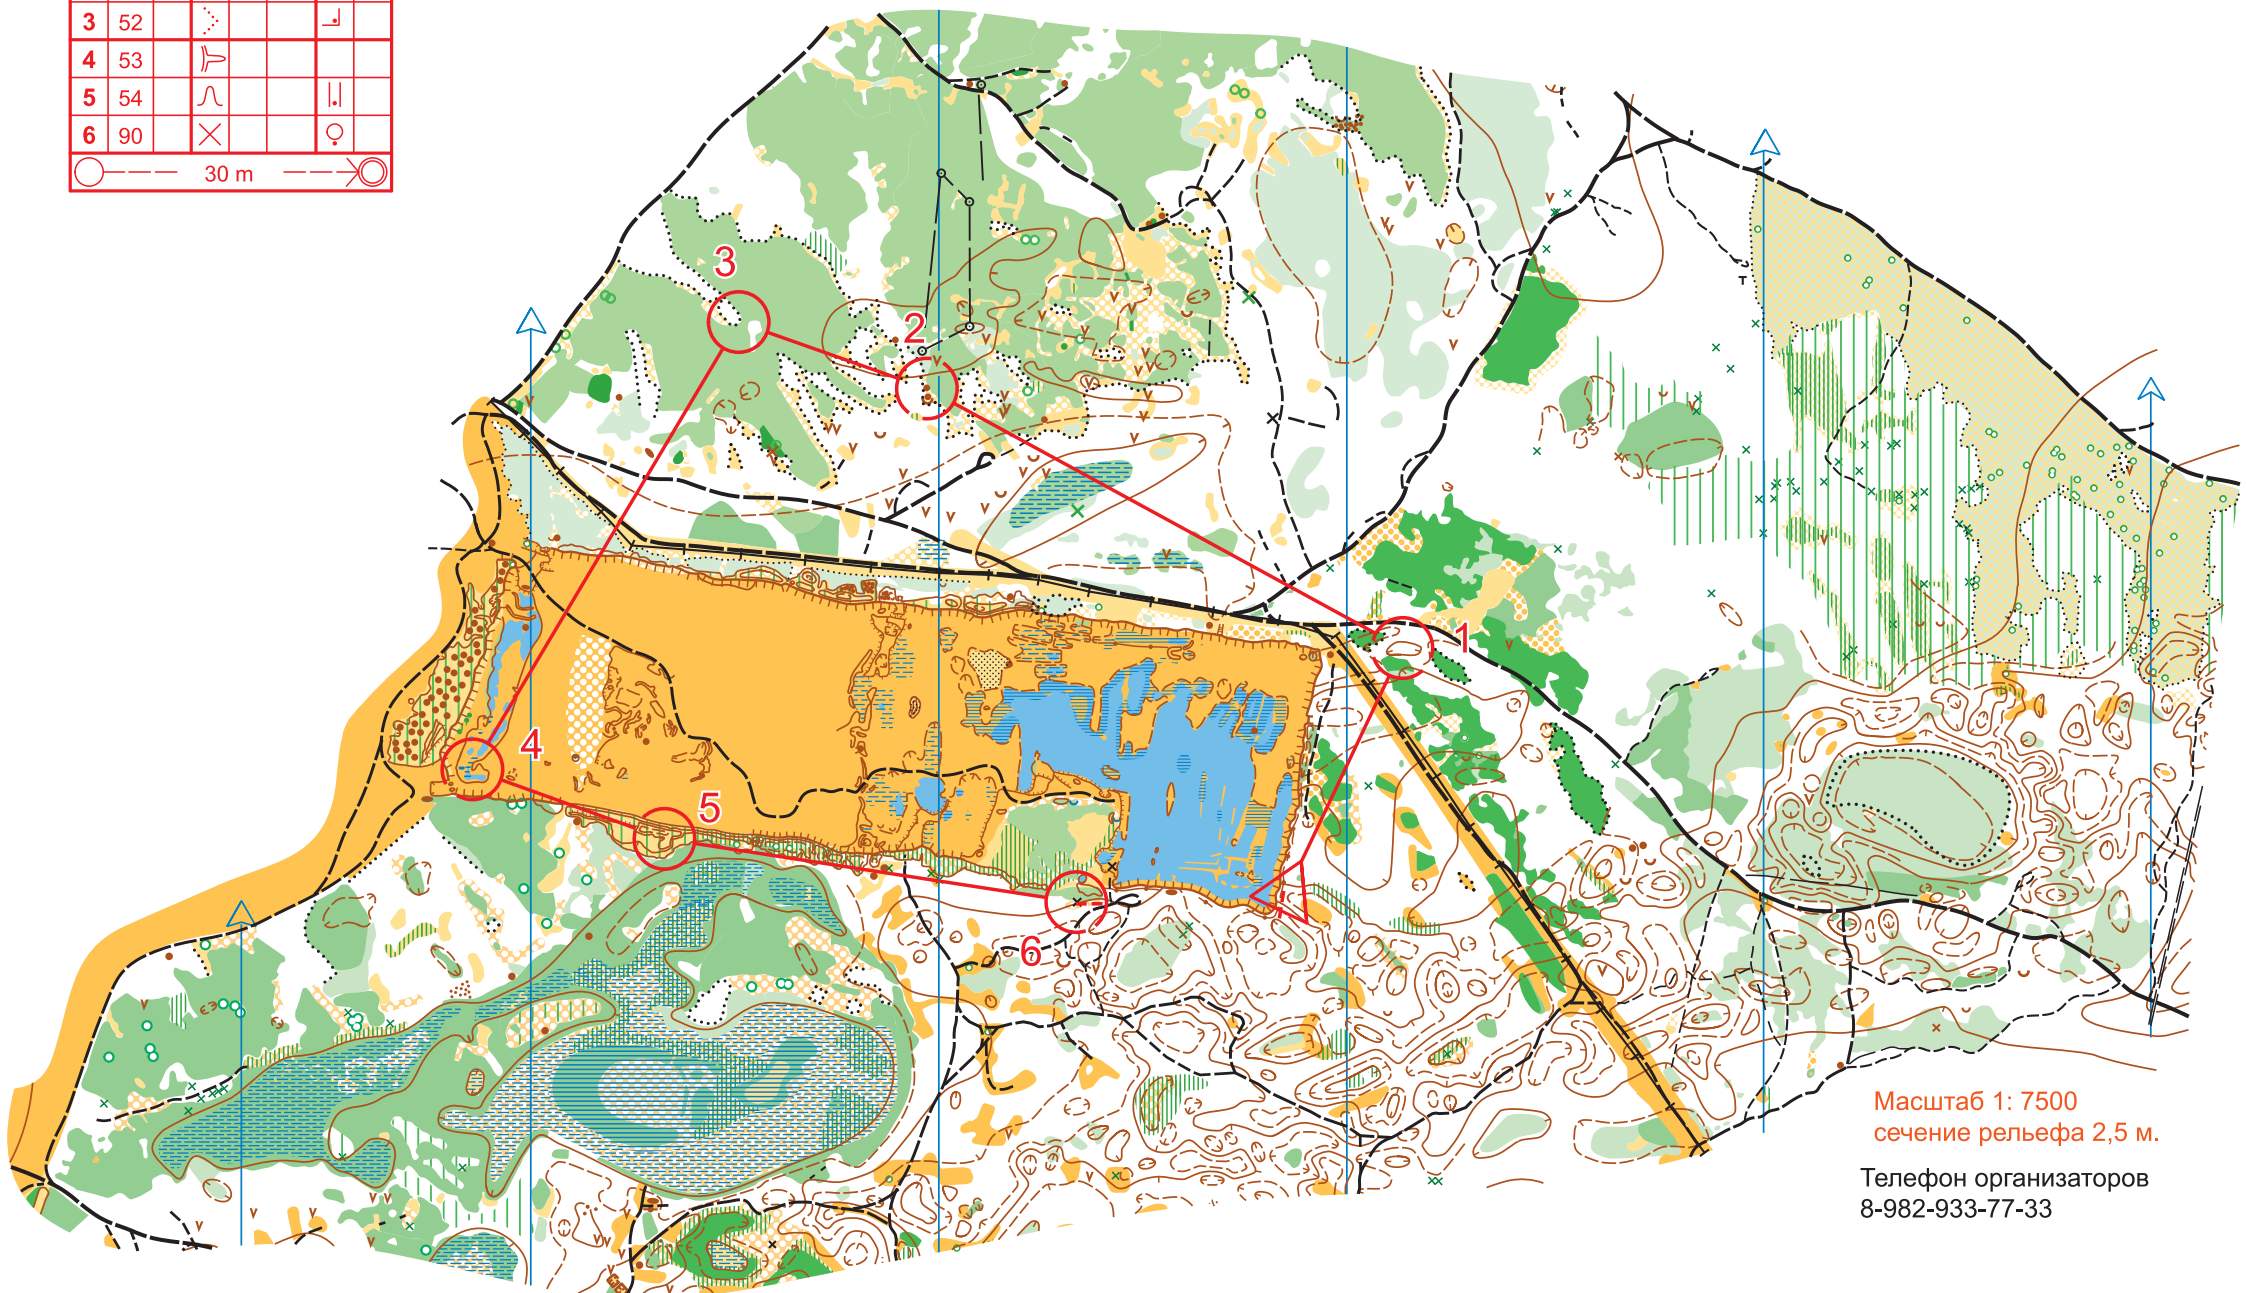 3 52
4 53
5 54
6 90
30 m
3
2
1
4
5
6
Масштаб 1: 7500
сечение рельефа 2,5 м.
Телефон организаторов
8-982-933-77-33